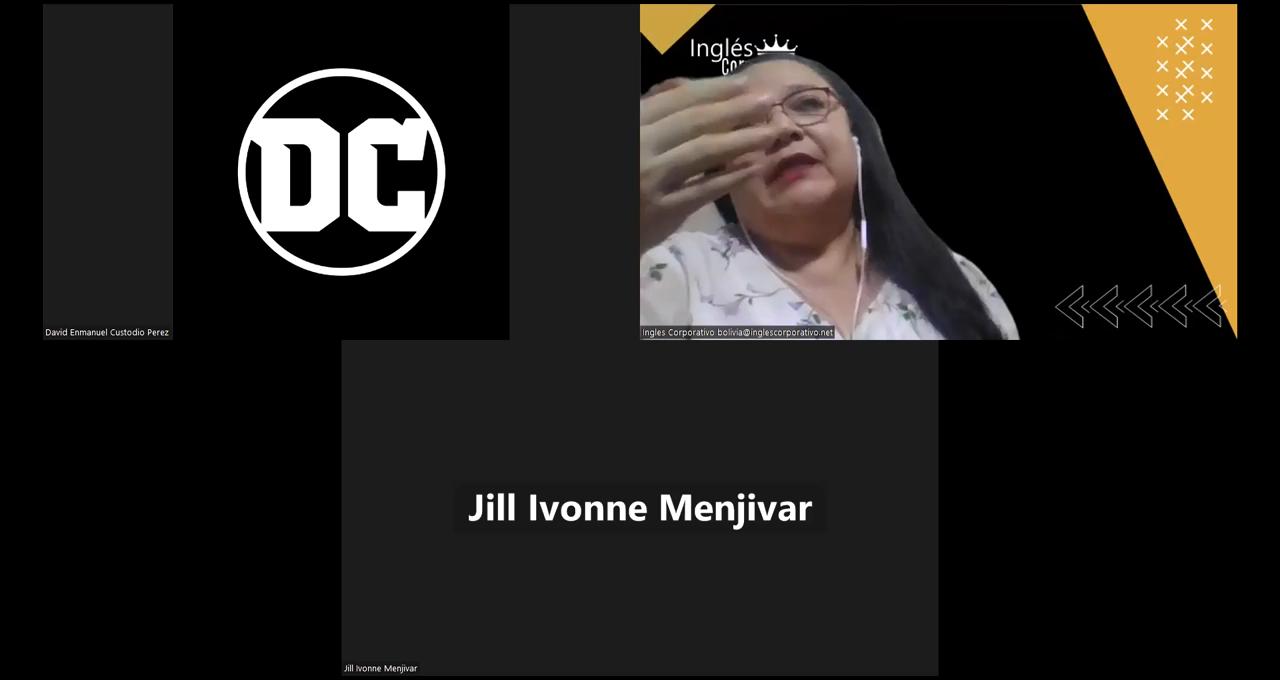 DC
David Enmanuel Custodio Perez
Inglés
Ingles Corporativo bolivia@inglescorporativo.net
Jill Ivonne Menjivar
Jill Ivonne Menjivar